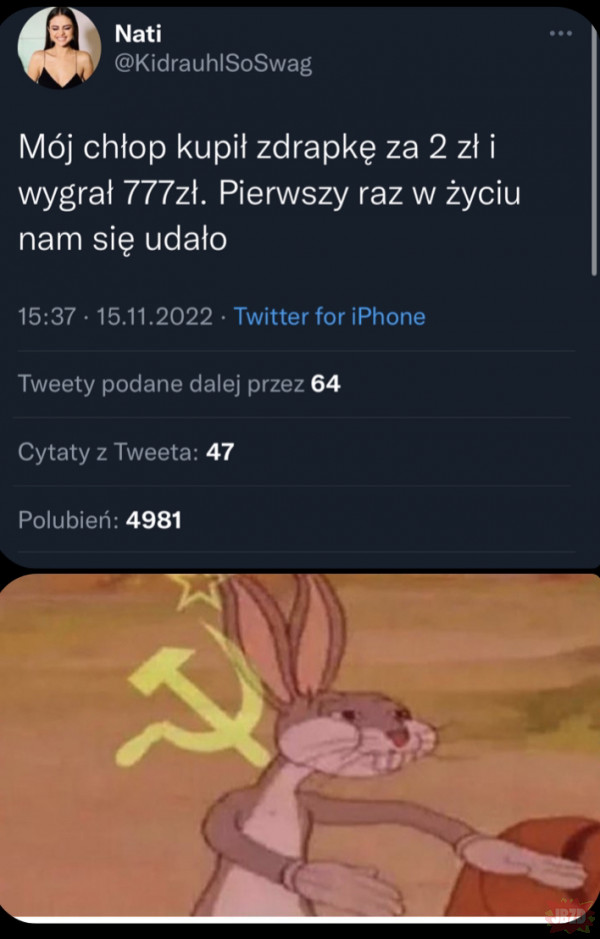 Nati
@KidrauhlSoSwag
Mój chłop kupił zdrapkę za 2 zł i
wygrał 777zł. Pierwszy raz w życiu
nam się udało
15:37 · 15.11.2022 · Twitter for iPhone
Tweety podane dalej przez 64
Cytaty z Tweeta: 47
Polubień: 4981
JBZD